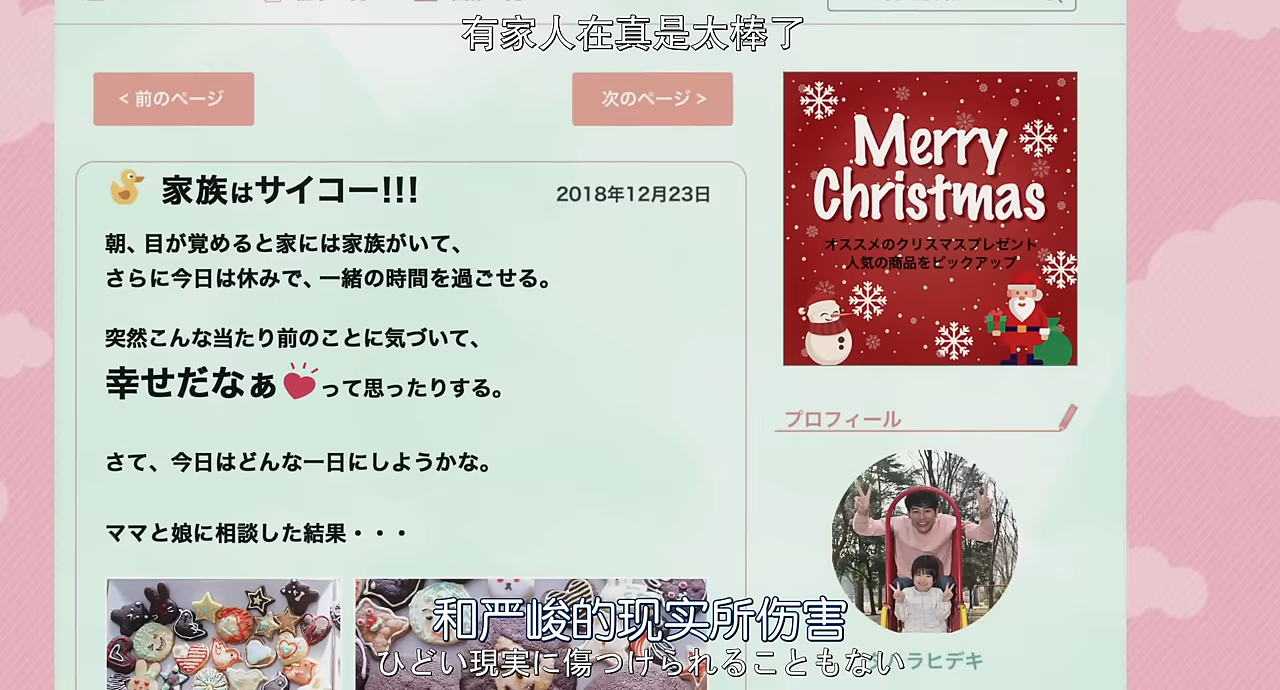 有家人在真是太棒了
< 前のページ
次のページ >
家族はサイコー!!!
2018年12月23日
朝、目が覚めると家には家族がいて、
さらに今日は休みで、一緒の時間を過ごせる。
突然こんな当たり前のことに気づいて、
幸せだなぁって思ったりする。
さて、今日はどんな一日にしようかな。
ママと娘に相談した結果・・・
Merry
Christmas
オススメのクリスマスプレゼント
人気の商品をピックアップ
プロフィール
ラヒデキ
和严峻的现实所伤害
ひどい現実に傷つけられることもない